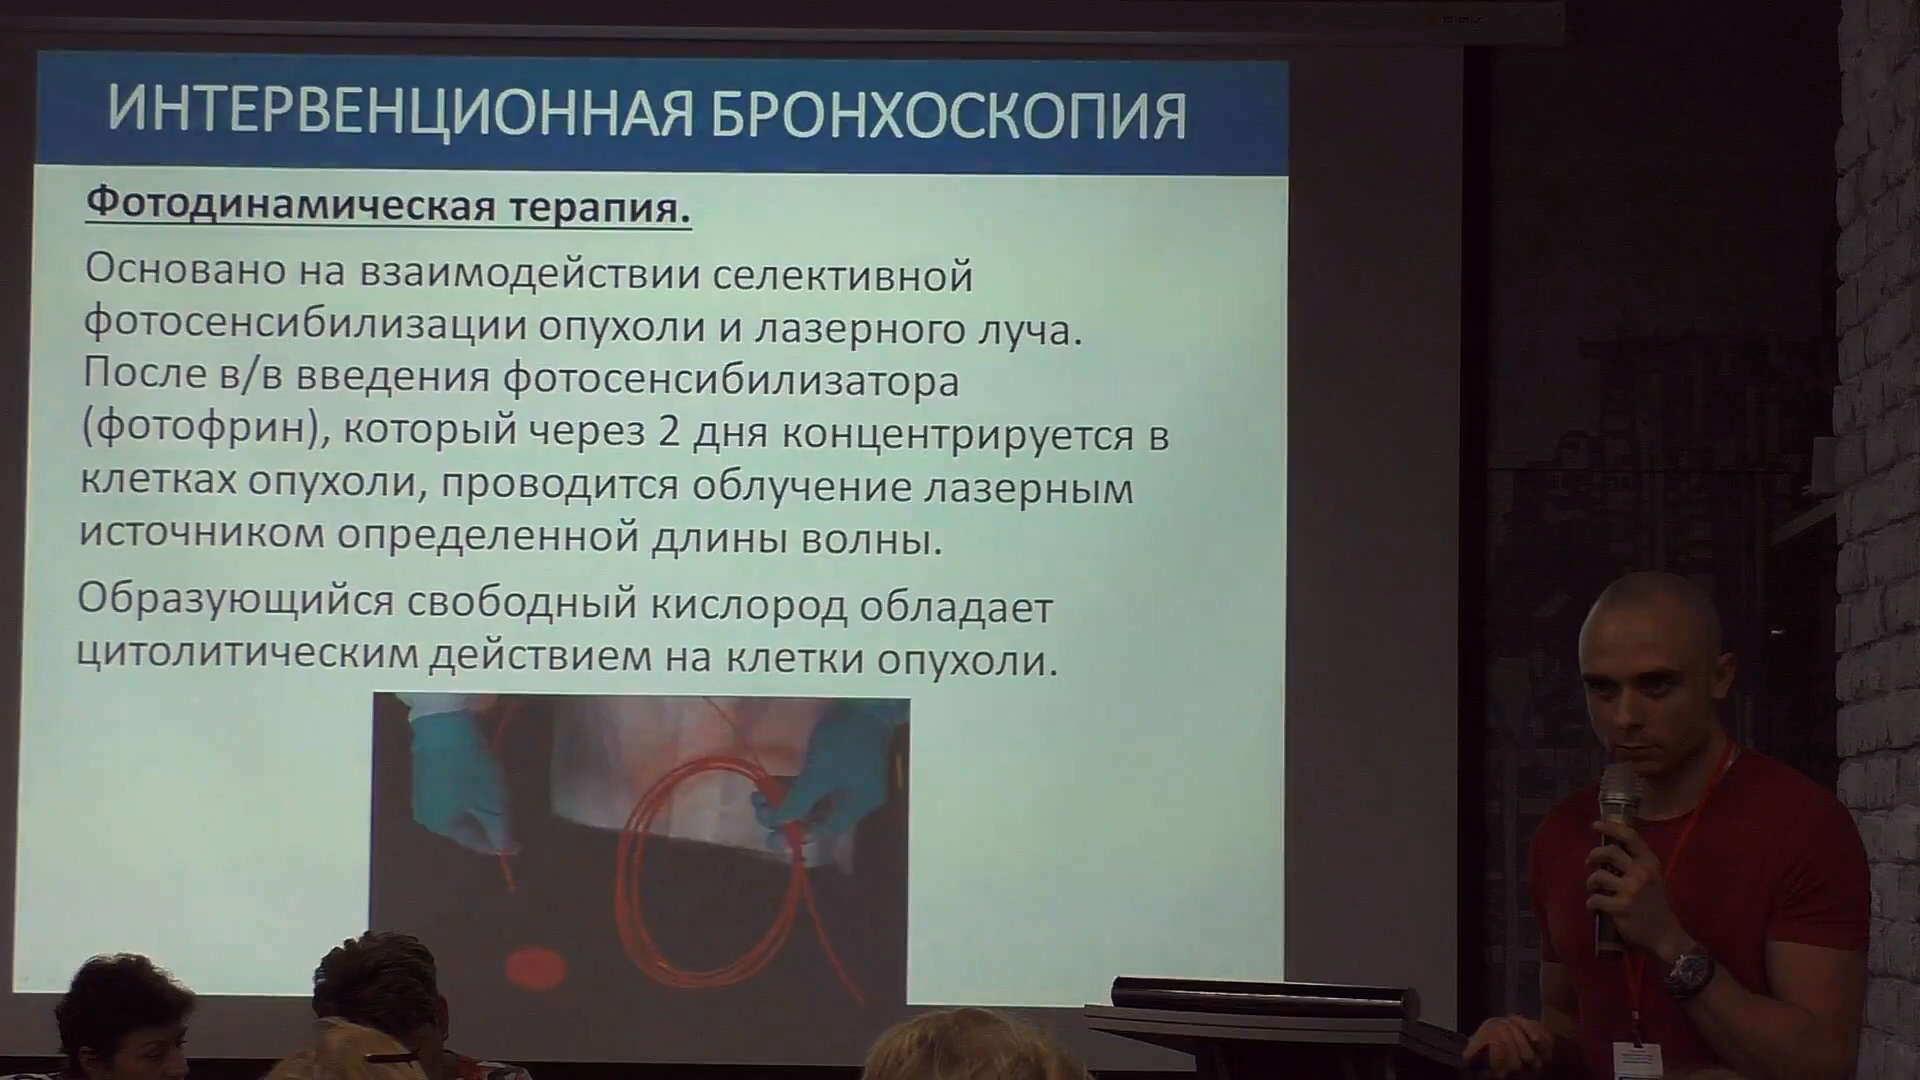 ИНТЕРВЕНЦИОННАЯ БРОНХОСКОПИЯ
Фотодинамическая терапия.
Основано на взаимодействии селективной
фотосенсибилизации опухоли и лазерного луча.
После в/в введения фотосенсибилизатора
(фотофрин), который через 2 дня концентрируется в
клетках опухоли, проводится облучение лазерным
источником определенной длины волны.
Образующийся свободный кислород обладает
цитолитическим действием на клетки опухоли.